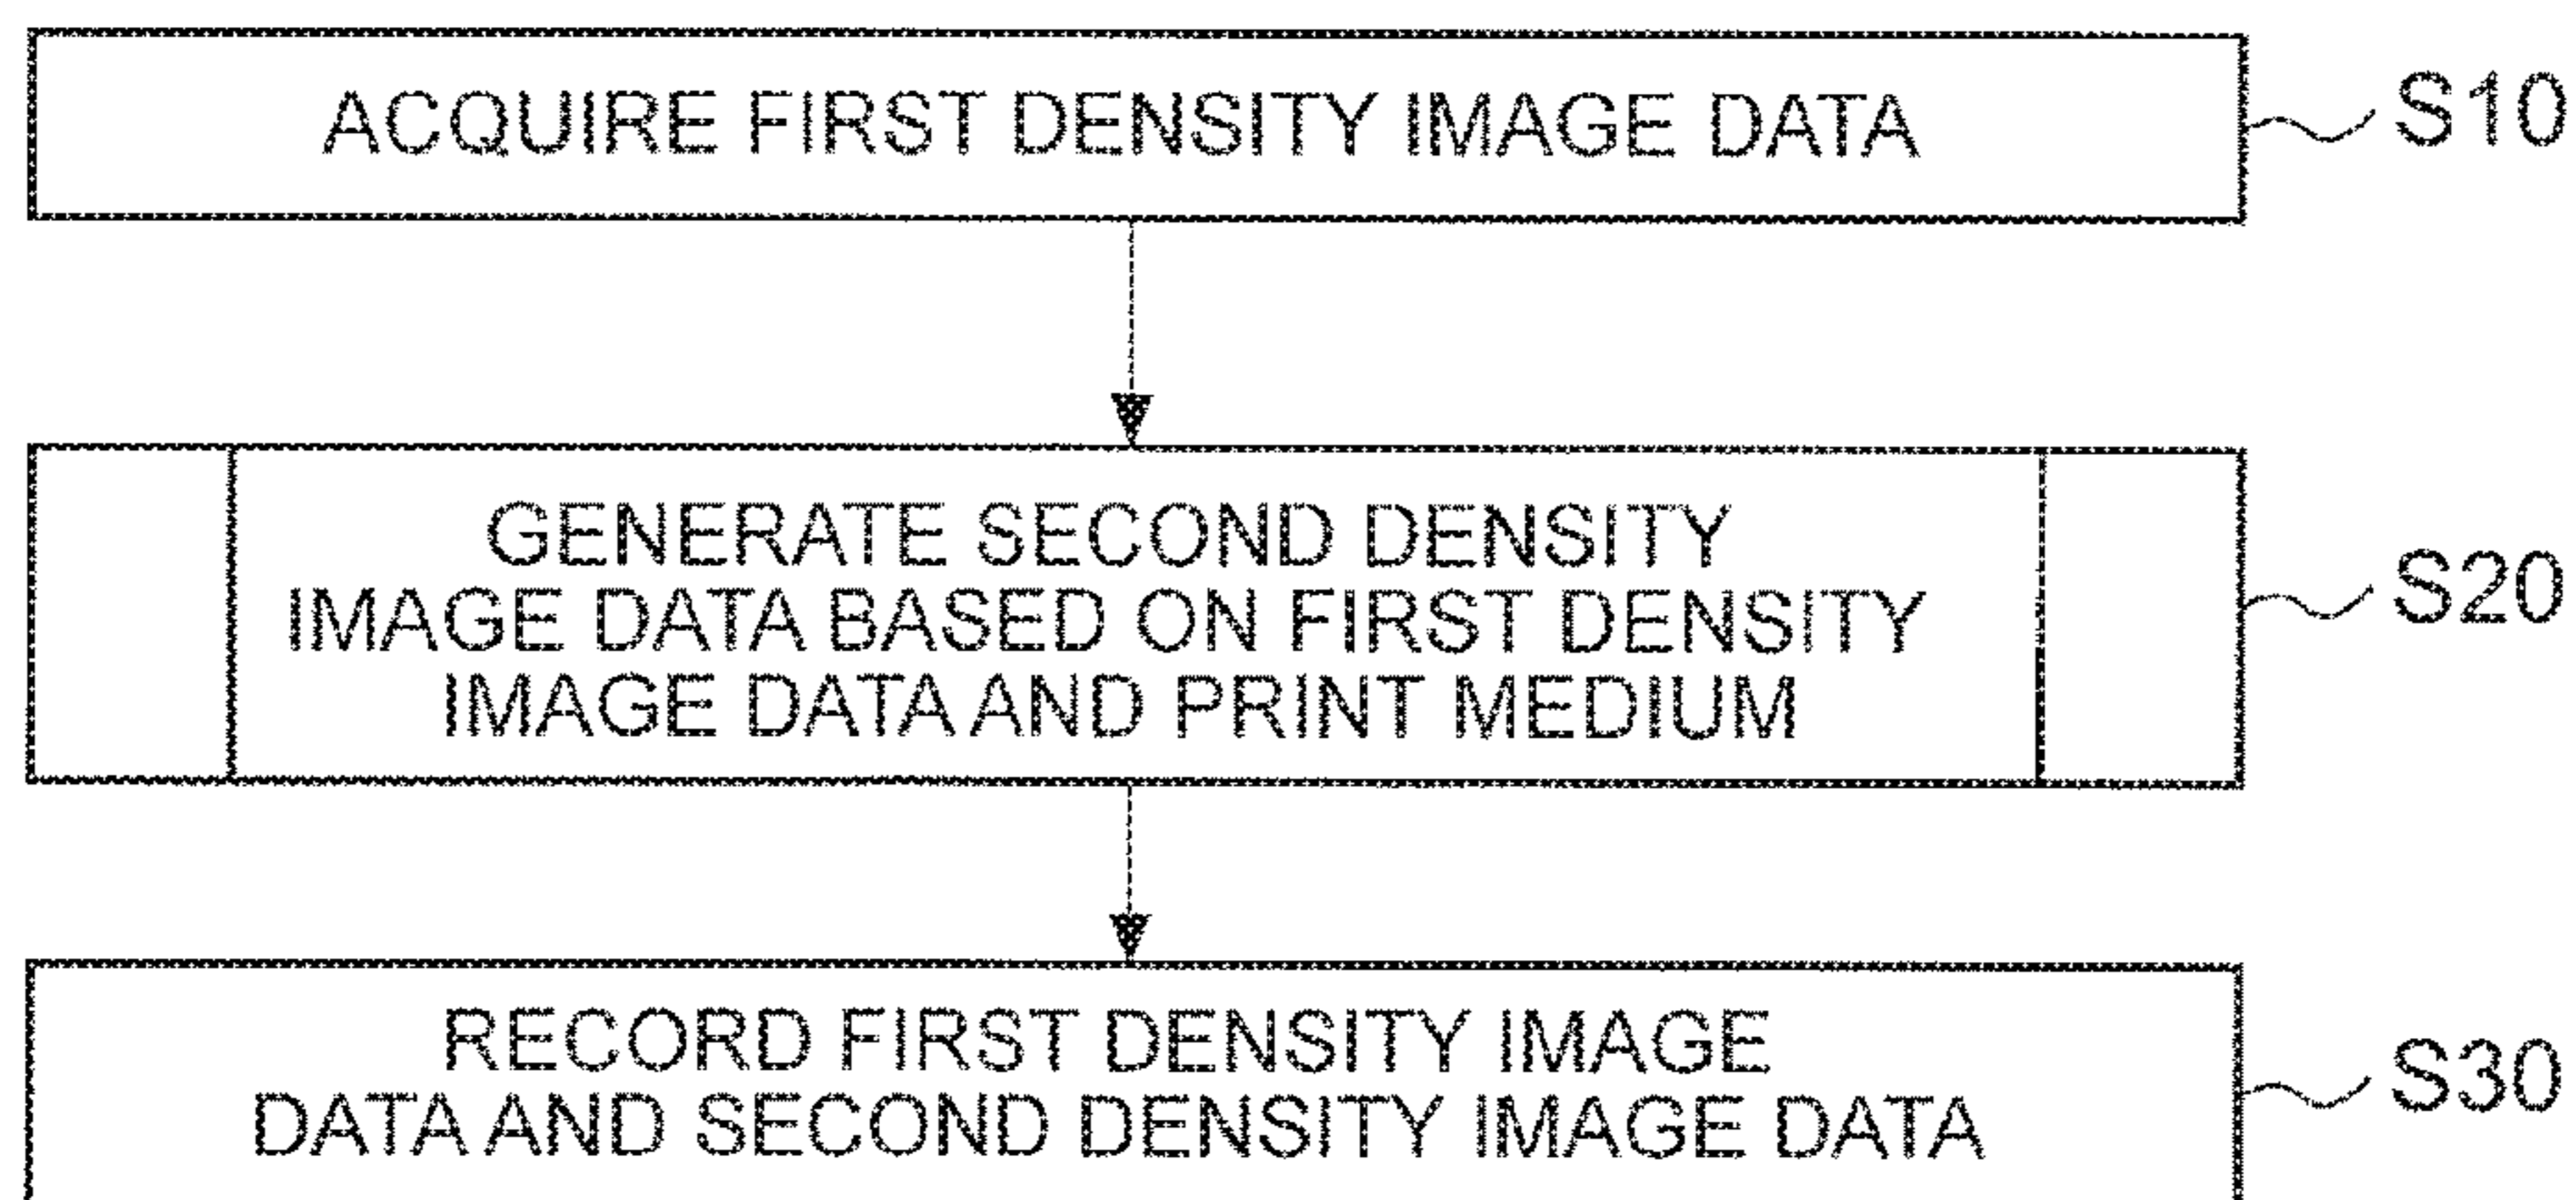 ACQUIRE FIRST DENSITY IMAGE DATA
S10
GENERATE SECOND DENSITY
IMAGE DATA BASED ON FIRST DENSITY
IMAGE DATA AND PRINT MEDIUM
S20
RECORD FIRST DENSITY IMAGE
DATA AND SECOND DENSITY IMAGE DATA
S30